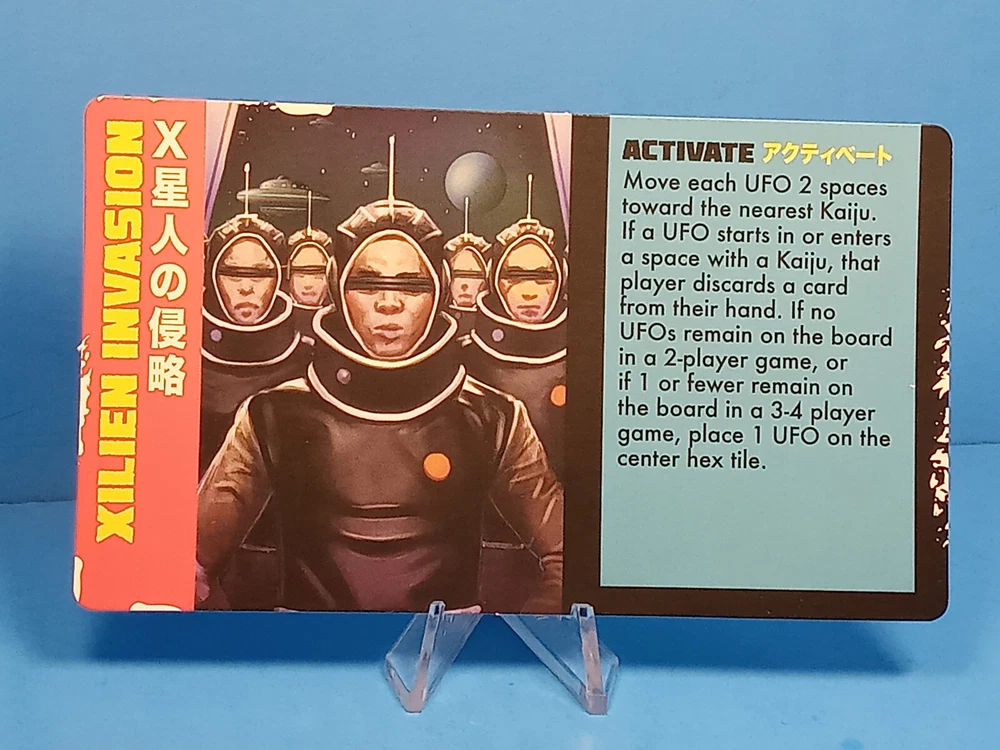 XILIEN INVASION
X星人の侵略
ACTIVATE アクティベート
Move each UFO 2 spaces
toward the nearest Kaiju.
If a UFO starts in or enters
a space with a Kaiju, that
player discards a card
from their hand. If no
UFOs remain on the board
in a 2-player game, or
if 1 or fewer remain on
the board in a 3-4 player
game, place 1 UFO on the
center hex tile.